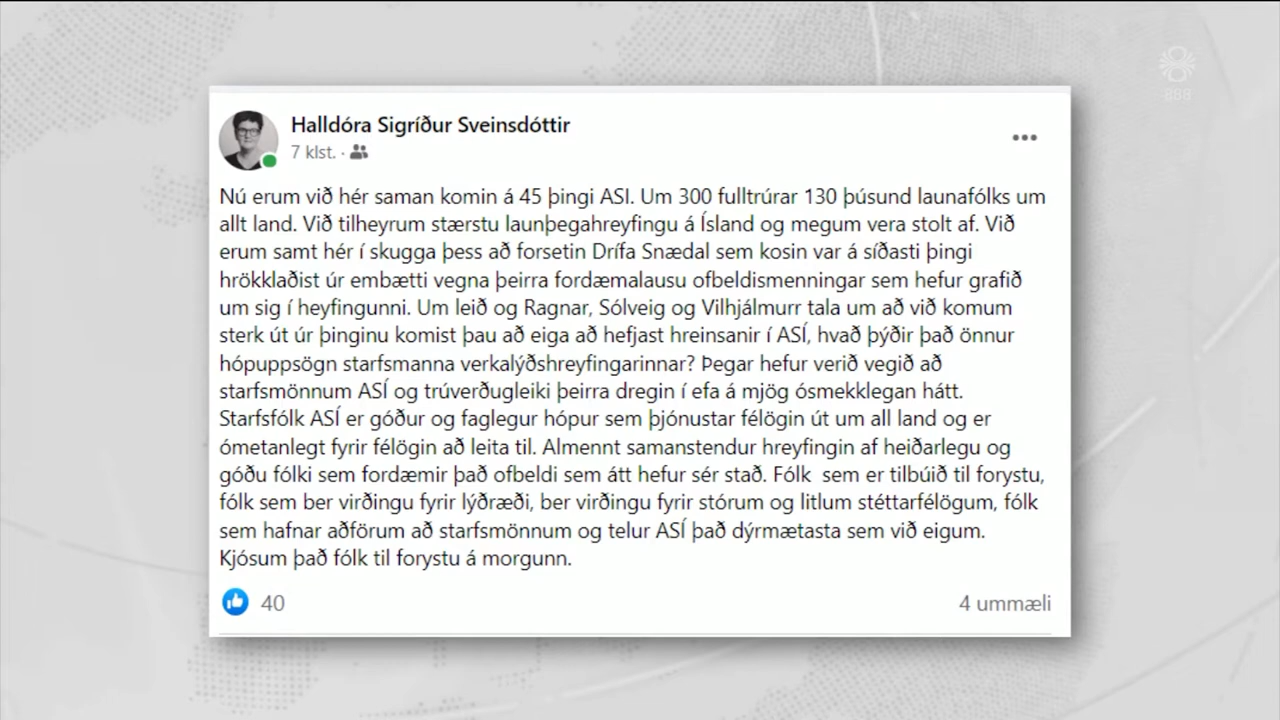 888
Halldóra Sigríður Sveinsdóttir
7 klst. ·
Nú erum við hér saman komin á 45 þingi ASI. Um 300 fulltrúrar 130 þúsund launafólks um
allt land. Við tilheyrum stærstu launþegahreyfingu á Ísland og megum vera stolt af. Við
erum samt hér í skugga þess að forsetin Drífa Snædal sem kosin var á síðasti þingi
hrökklaðist úr embætti vegna þeirra fordæmalausu ofbeldismenningar sem hefur grafið
um sig í heyfingunni. Um leið og Ragnar, Sólveig og Vilhjálmurr tala um að við komum
sterk út úr þinginu komist þau að eiga að hefjast hreinsanir í ASÍ, hvað þýðir það önnur
hópuppsögn starfsmanna verkalýðshreyfingarinnar? Þegar hefur verið vegið að
starfsmönnum ASÍ og trúverðugleiki þeirra dregin í efa á mjög ósmekklegan hátt.
Starfsfólk ASÍ er góður og faglegur hópur sem þjónustar félögin út um all land og er
ómetanlegt fyrir félögin að leita til. Almennt samanstendur hreyfingin af heiðarlegu og
góðu fólki sem fordæmir það ofbeldi sem átt hefur sér stað. Fólk  sem er tilbúið til forystu,
fólk sem ber virðingu fyrir lýðræði, ber virðingu fyrir stórum og litlum stéttarfélögum, fólk
sem hafnar aðförum að starfsmönnum og telur ASÍ það dýrmætasta sem við eigum.
Kjósum það fólk til forystu á morgunn.
40
4 ummæli